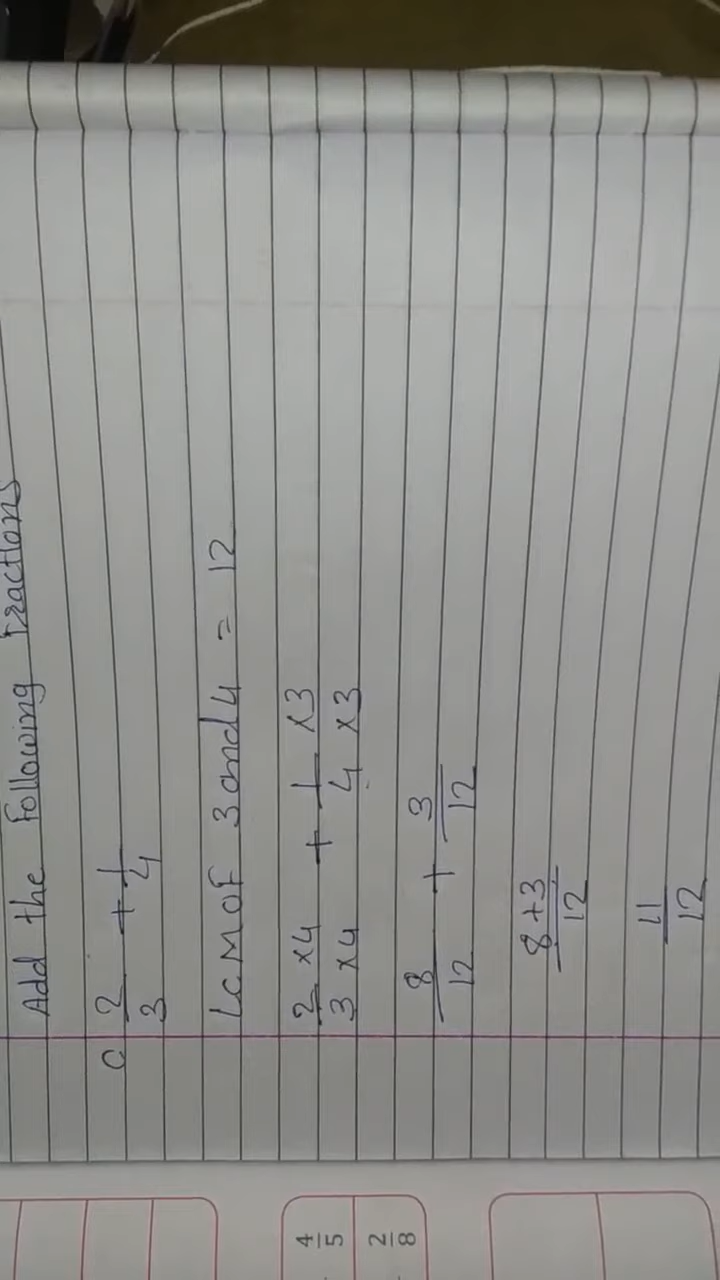 Add the Following Fractions
c 2/3 + 1/4
LCM OF 3 and 4 = 12
2 ×4/3 ×4 + 1 ×3/4 ×3
8/12 + 3/12
8+3/12
11/12
4/5
2/8